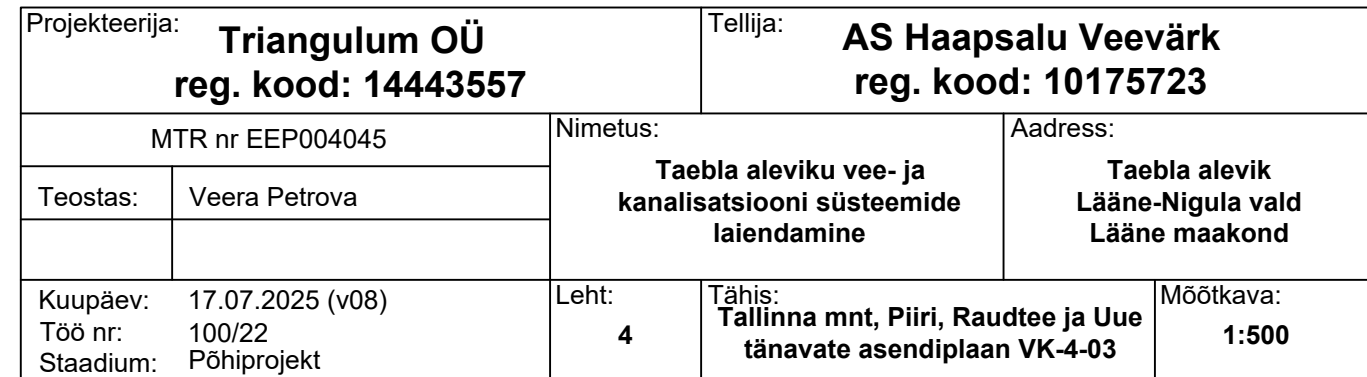 Projekteerija:
Triangulum OÜ
reg. kood: 14443557
Tellija:
AS Haapsalu Veevärk
reg. kood: 10175723
MTR nr EEP004045
Teostas:
Veera Petrova
Nimetus:
Taebla aleviku vee- ja
kanalisatsiooni süsteemide
laiendamine
Aadress:
Taebla alevik
Lääne-Nigula vald
Lääne maakond
Kuupäev: 17.07.2025 (v08)
Töö nr: 100/22
Staadium: Põhiprojekt
Leht:
4
Tähis:
Tallinna mnt, Piiri, Raudtee ja Uue
tänavate asendiplaan VK-4-03
Mõõtkava:
1:500